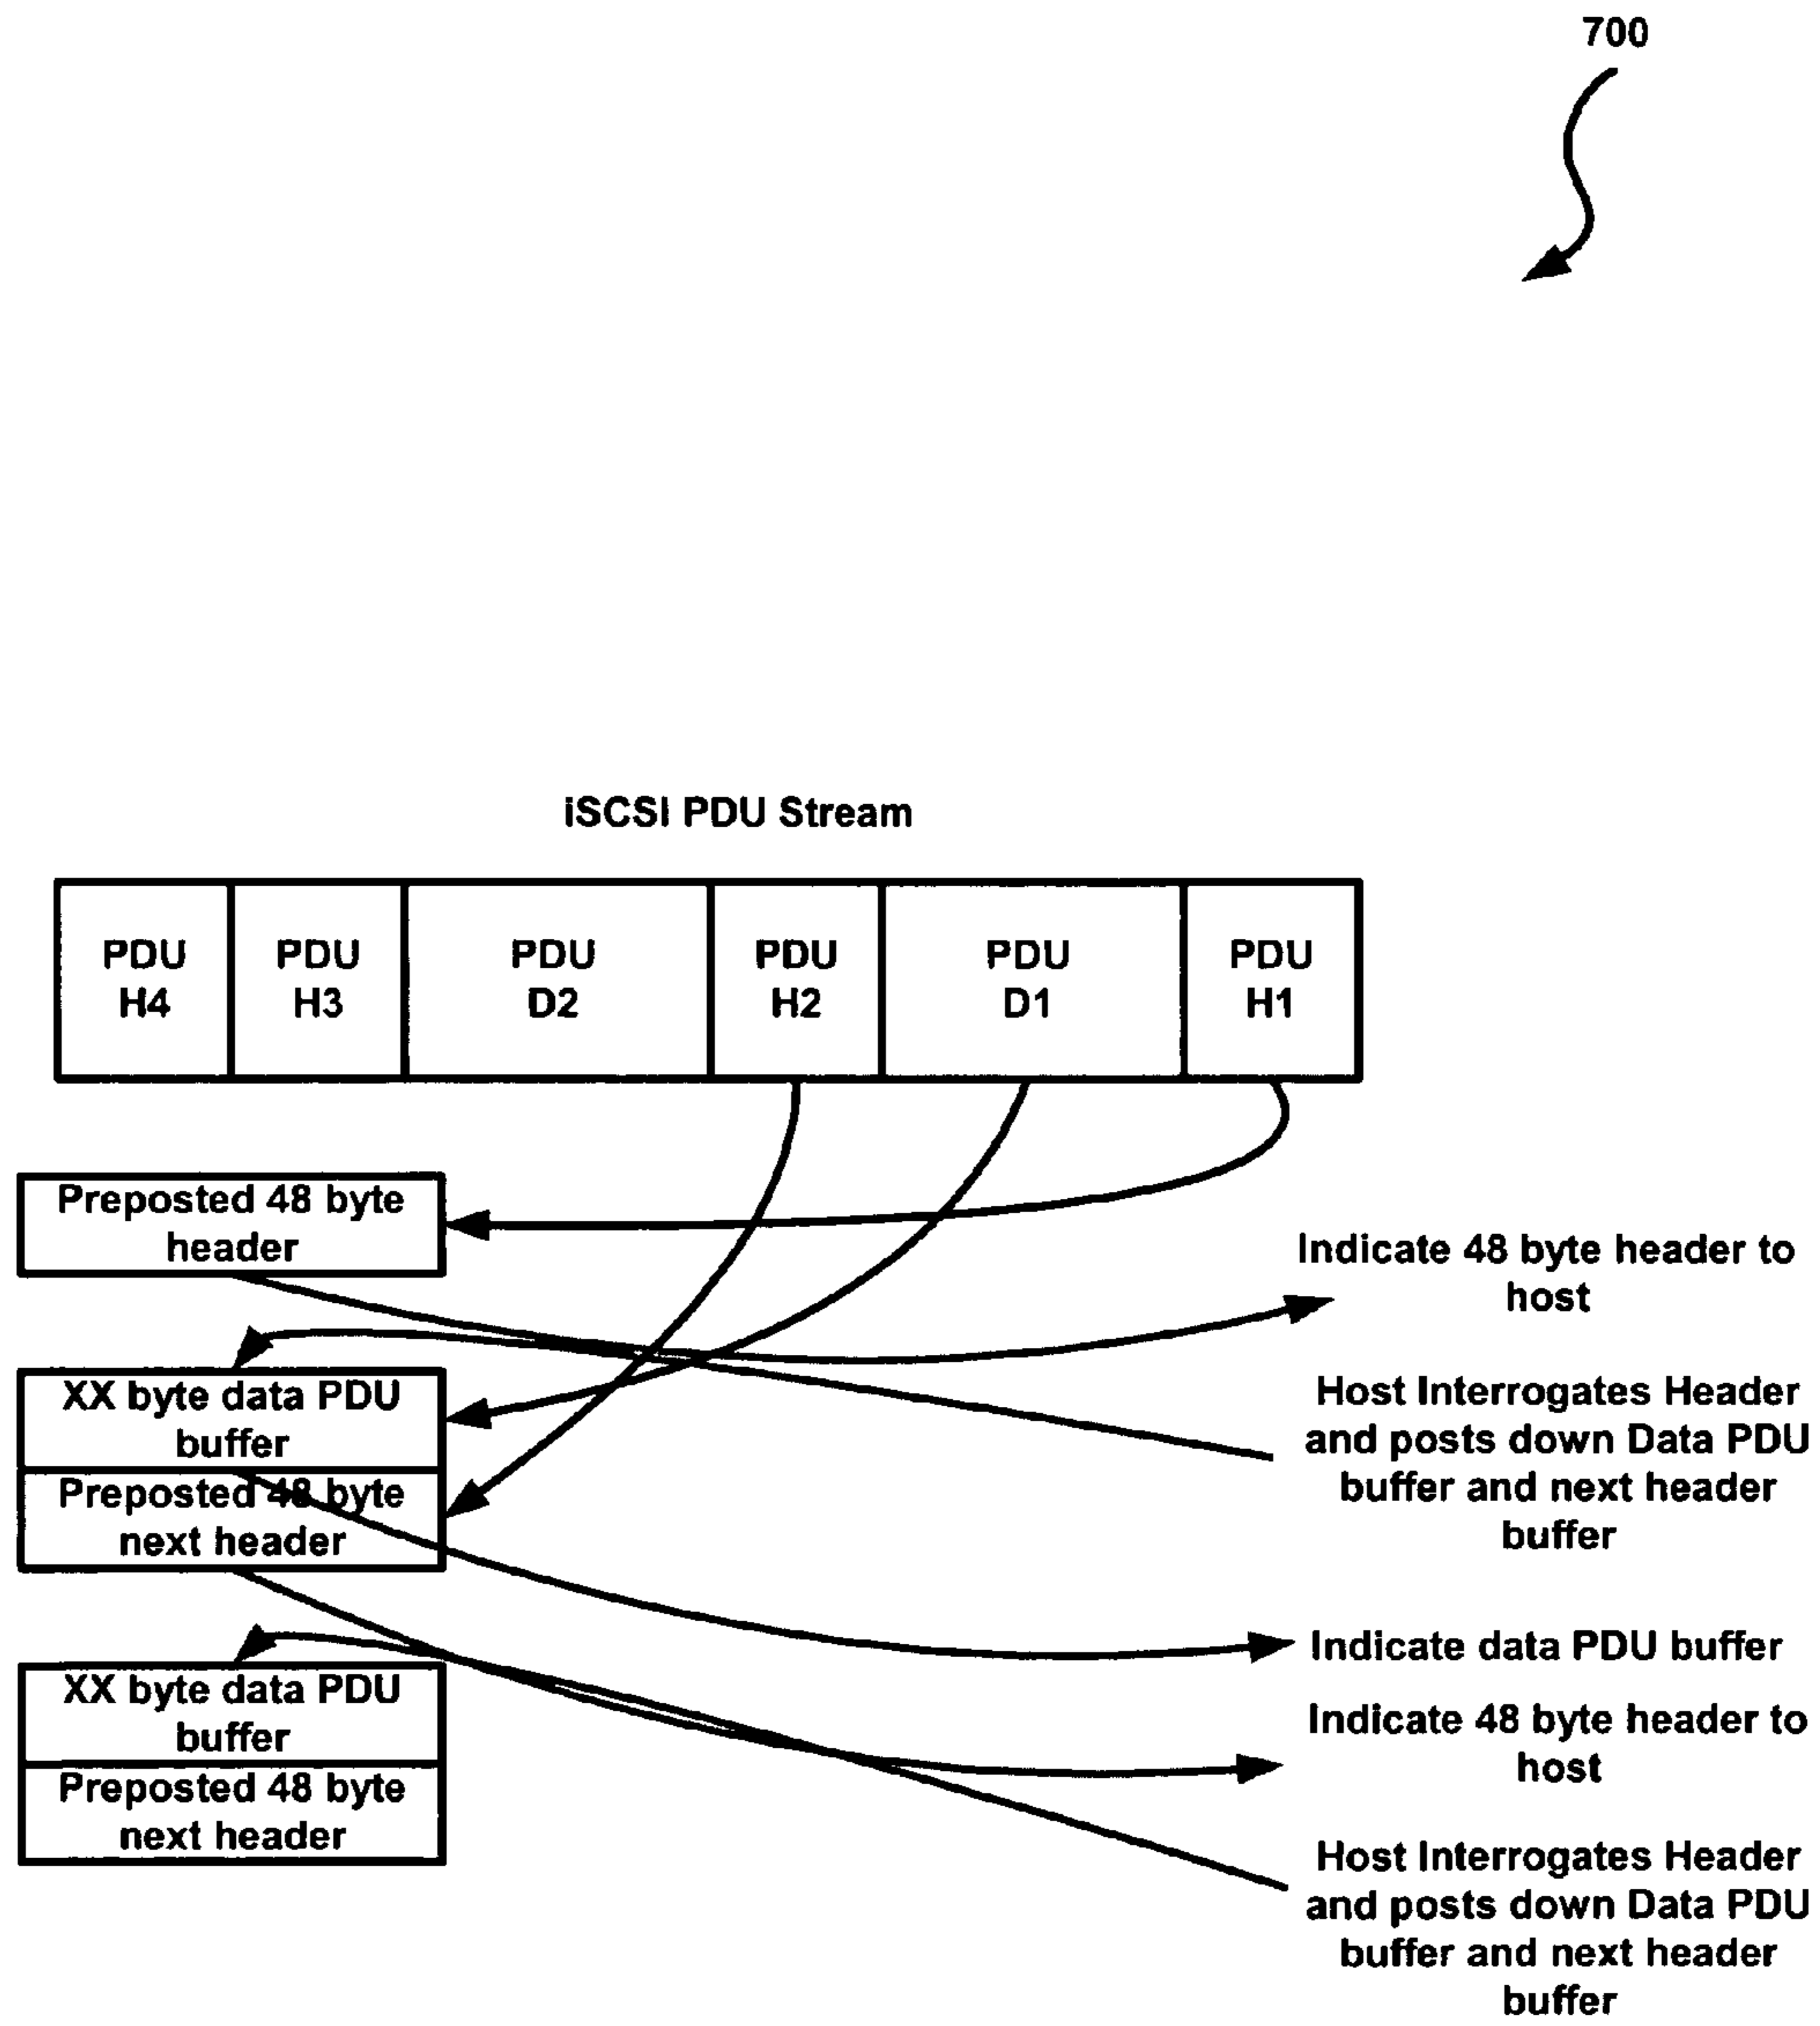 700
iSCSI PDU Stream
PDU
H4
PDU
H3
PDU
D2
PDU
H2
PDU
D1
PDU
H1
Preposted 48 byte
header
Indicate 48 byte header to
host
XX byte data PDU
buffer
Preposted 48 byte
next header
Host Interrogates Header
and posts down Data PDU
buffer and next header
buffer
Indicate data PDU buffer
XX byte data PDU
buffer
Preposted 48 byte
next header
Indicate 48 byte header to
host
Host Interrogates Header
and posts down Data PDU
buffer and next header
buffer